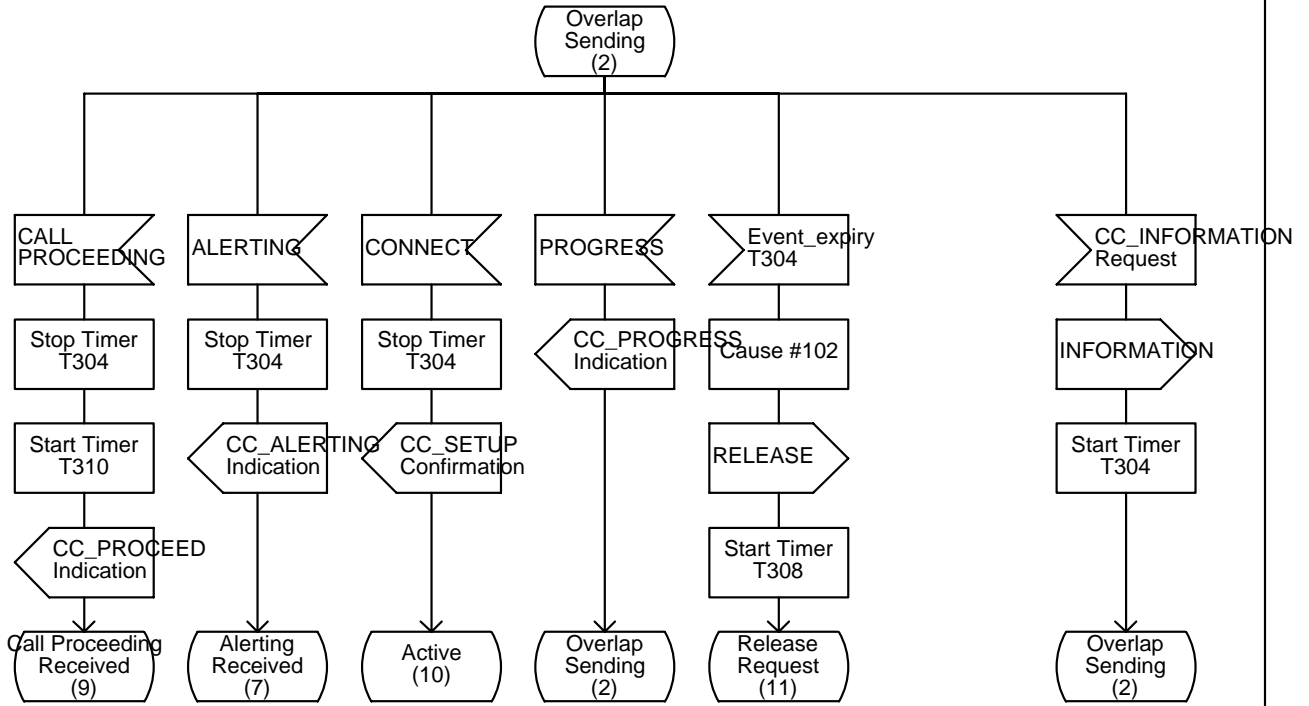 Overlap
Sending
(2)
CALL
PROCEEDING
ALERTING
CONNECT
PROGRESS
Event_expiry
T304
CC_INFORMATION
Request
Stop Timer
T304
Stop Timer
T304
Stop Timer
T304
CC_PROGRESS
Indication
Cause #102
INFORMATION
Start Timer
T310
CC_ALERTING
Indication
CC_SETUP
Confirmation
RELEASE
Start Timer
T304
CC_PROCEED
Indication
Start Timer
T308
Call Proceeding
Received
(9)
Alerting
Received
(7)
Active
(10)
Overlap
Sending
(2)
Release
Request
(11)
Overlap
Sending
(2)